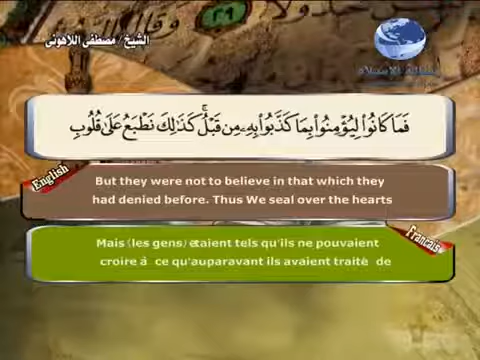 الشيخ/ مصطفى اللاهونى
فَمَا كَانُوا۟ لِيُؤْمِنُوا۟ بِمَا كَذَّبُوا۟ بِهِۦ مِن قَبْلُ ۚ كَذَٰلِكَ نَطْبَعُ عَلَىٰ قُلُوبِ
English
But they were not to believe in that which they
had denied before. Thus We seal over the hearts
Francais
Mais (les gens) étaient tels qu'ils ne pouvaient
croire á ce qu'auparavant ils avaient traité de